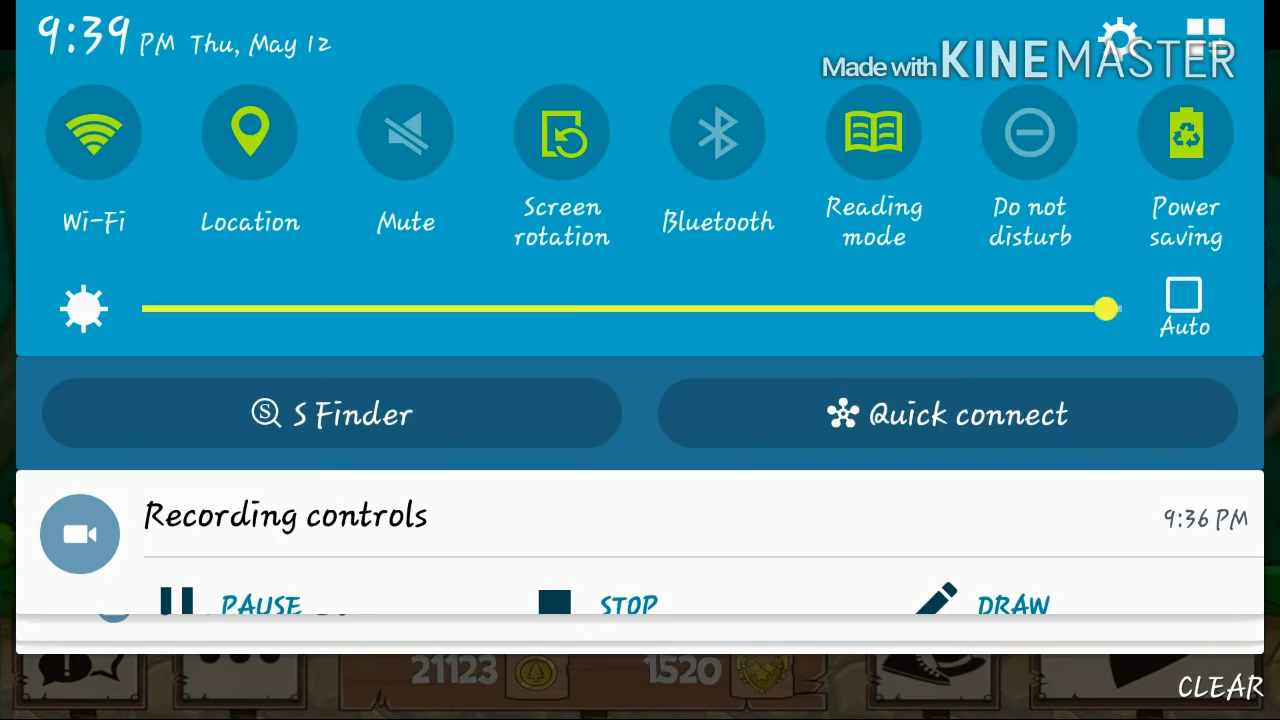 9:39 PM Thu, May 12
Made with KINEMASTER
Wi-Fi
Location
Mute
Screen rotation
Bluetooth
Reading mode
Do not disturb
Power saving
Auto
S Finder
Quick connect
Recording controls
9:36 PM
PAUSE
STOP
DRAW
21123
1520
CLEAR